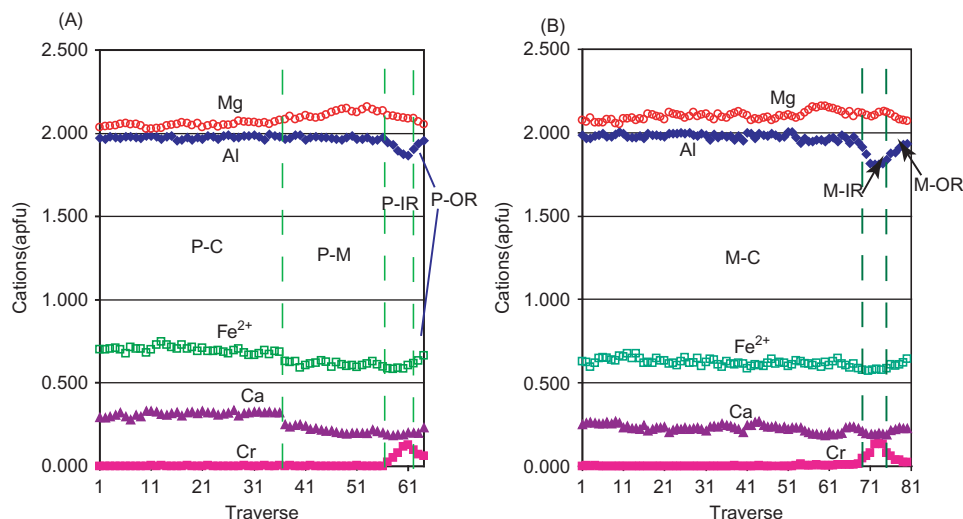 (A)
2.500
2.000
1.500
1.000
0.500
0.000
Cations(apfu)
Mg
Al
P-IR
P-OR
P-C
P-M
Fe2+
Ca
Cr
1 11 21 31 41 51 61
Traverse
(B)
2.500
2.000
1.500
1.000
0.500
0.000
Cations(apfu)
Mg
Al
M-IR
M-OR
M-C
Fe2+
Ca
Cr
1 11 21 31 41 51 61 71 81
Traverse